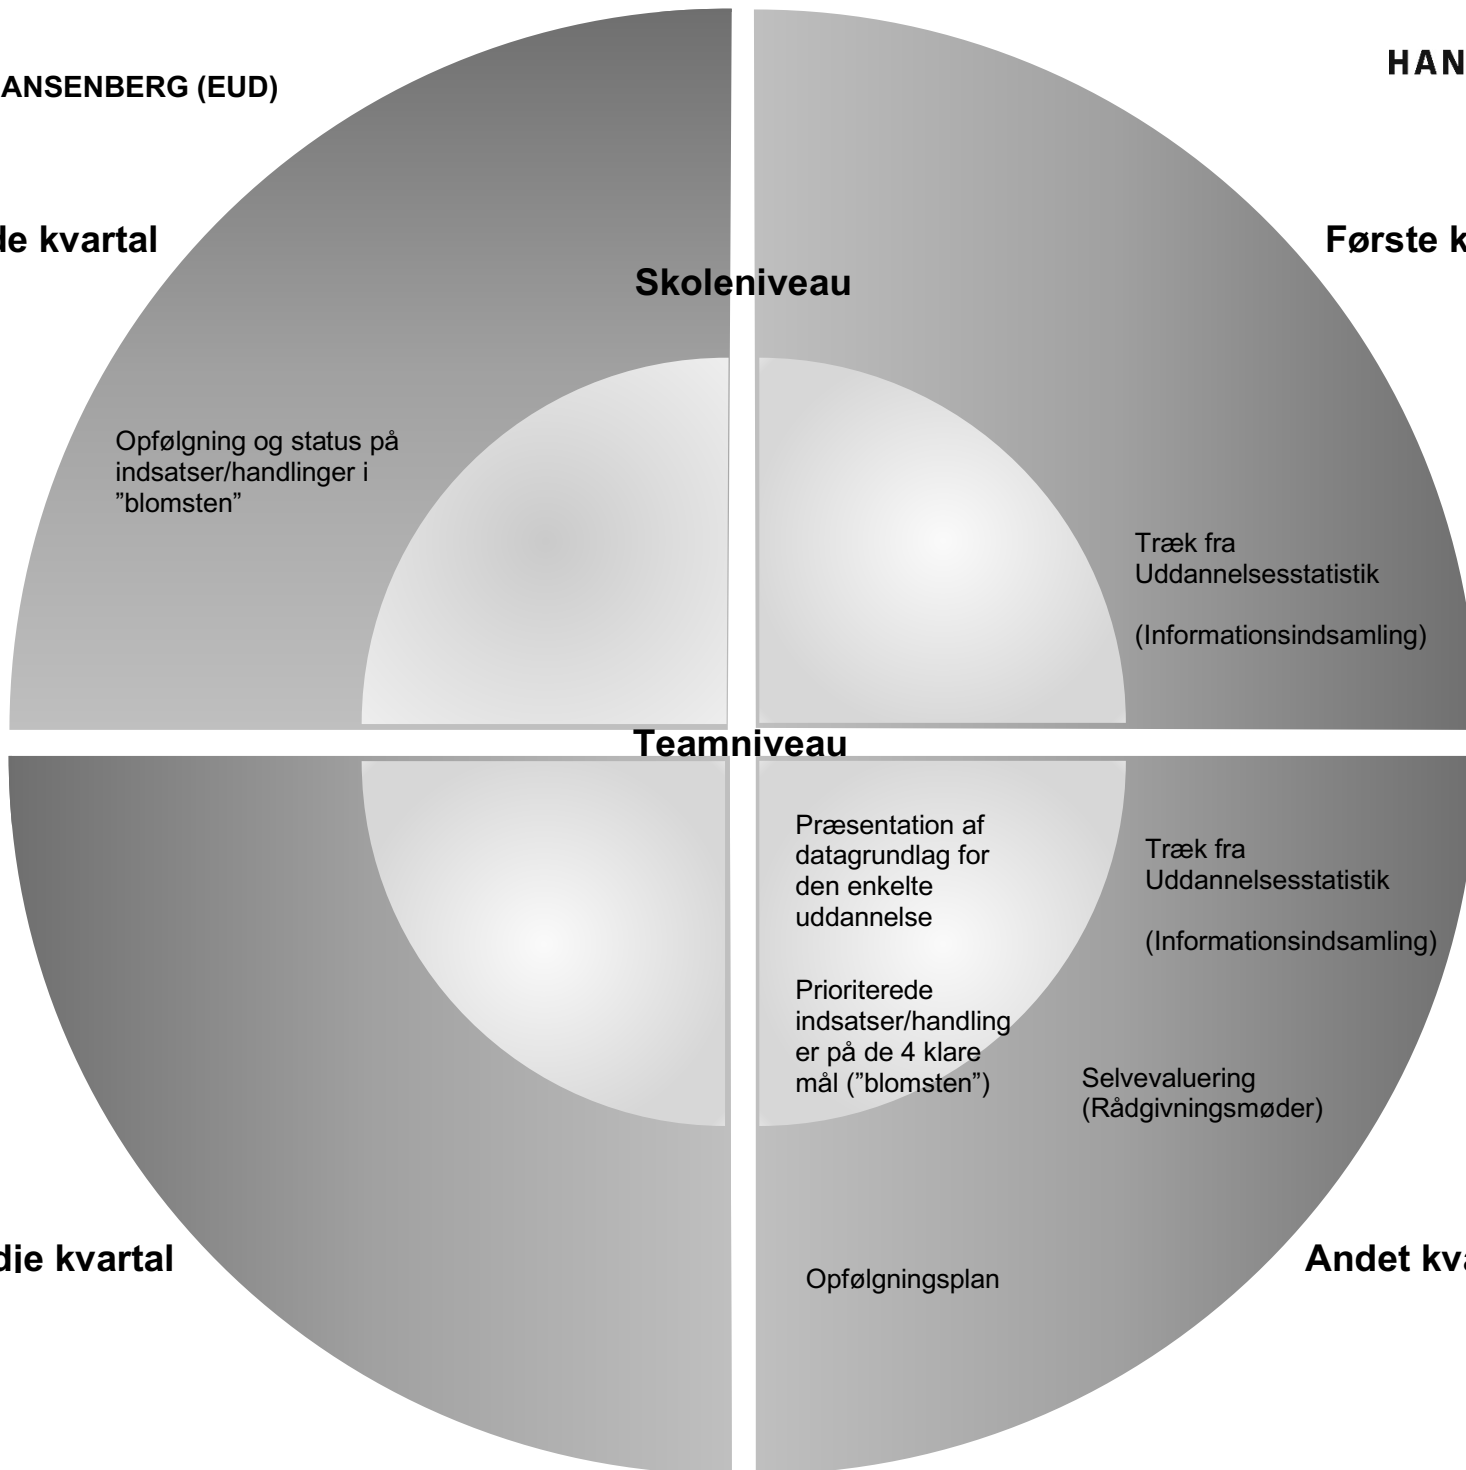 ANSENBERG (EUD)
HAN
de kvartal
Første k
Skoleniveau
Opfølgning og status på
indsatser/handlinger i
”blomsten”
Træk fra
Uddannelsesstatistik
(Informationsindsamling)
Teamniveau
Præsentation af
datagrundlag for
den enkelte
uddannelse
Prioriterede
indsatser/handling
er på de 4 klare
mål (”blomsten”)
Træk fra
Uddannelsesstatistik
(Informationsindsamling)
Selvevaluering
(Rådgivningsmøder)
Opfølgningsplan
dje kvartal
Andet kva